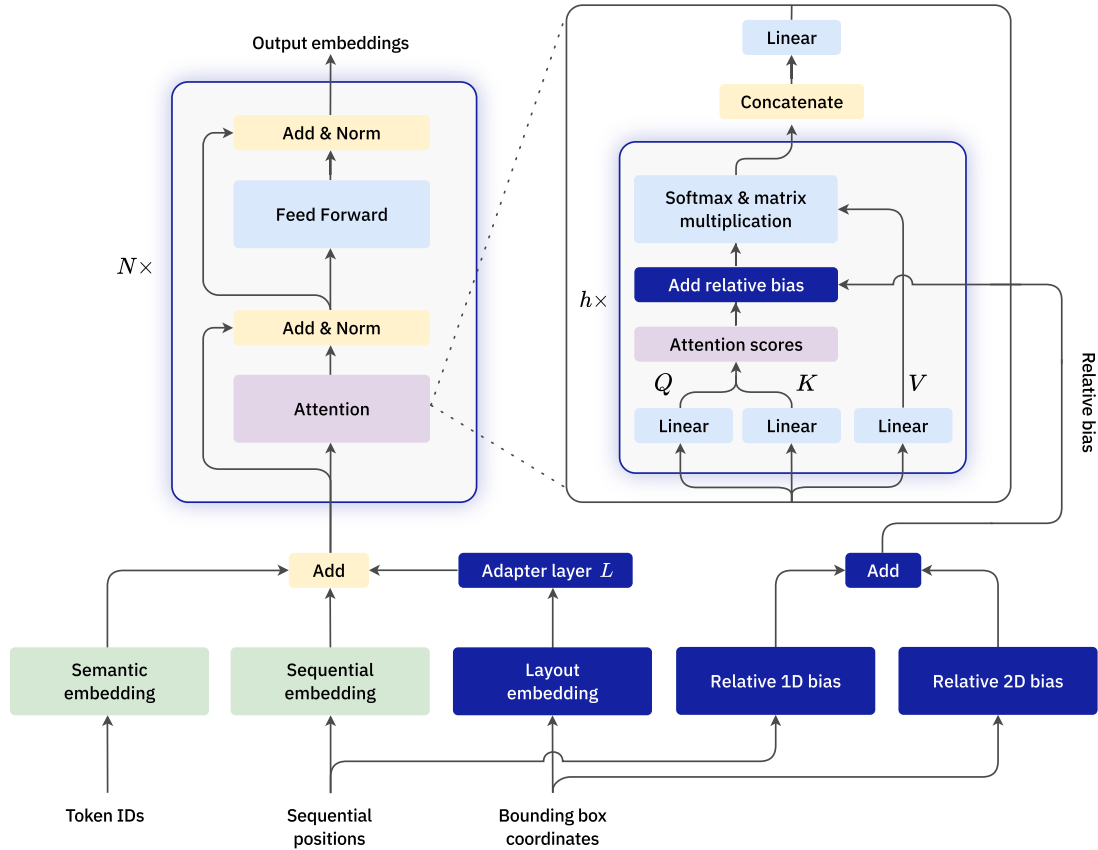 Output embeddings
Add & Norm
Feed Forward
N×
Add & Norm
Attention
Linear
Concatenate
Softmax & matrix
multiplication
Add relative bias
h×
Attention scores
Q
K
V
Linear
Linear
Linear
Relative bias
Add
Adapter layer L
Add
Semantic
embedding
Sequential
embedding
Layout
embedding
Relative 1D bias
Relative 2D bias
Token IDs
Sequential
positions
Bounding box
coordinates